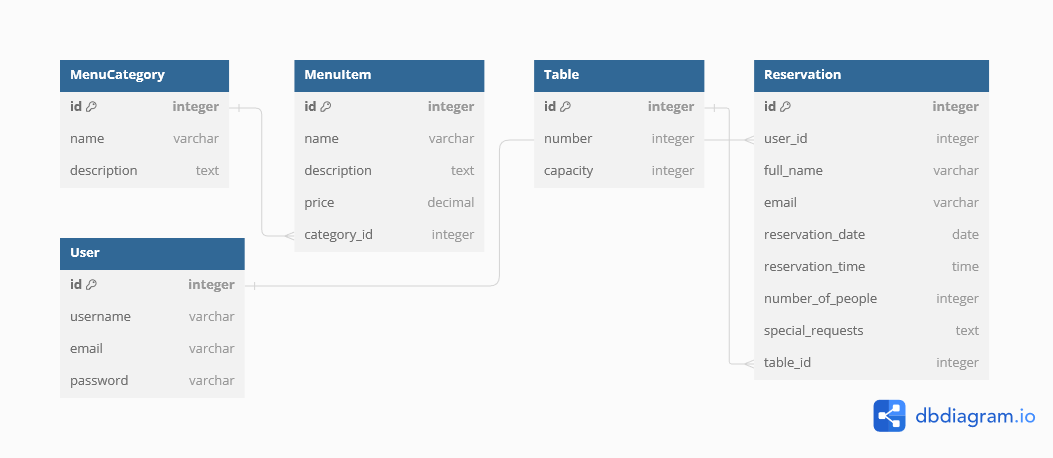 MenuCategory
id integer
name varchar
description text
MenuItem
id integer
name varchar
description text
price decimal
category_id integer
Table
id integer
number integer
capacity integer
Reservation
id integer
user_id integer
full_name varchar
email varchar
reservation_date date
reservation_time time
number_of_people integer
special_requests text
table_id integer
User
id integer
username varchar
email varchar
password varchar
dbdiagram.io